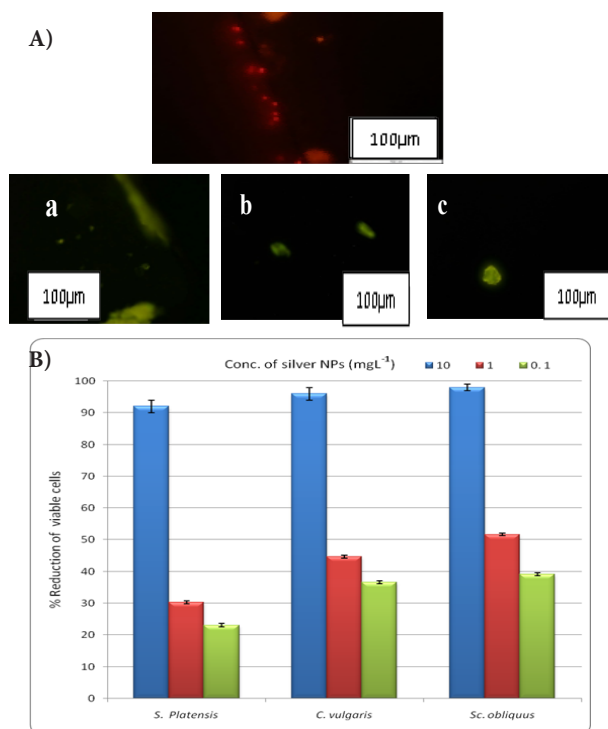 A)
100µm
a
b
c
100µm
100µm
100µm
B)
Conc. of silver NPs (mgL⁻¹) 10 1 0.1
100
90
80
70
60
50
40
30
20
10
0
% Reduction of viable cells
S. Platensis C. vulgaris Sc. obliquus